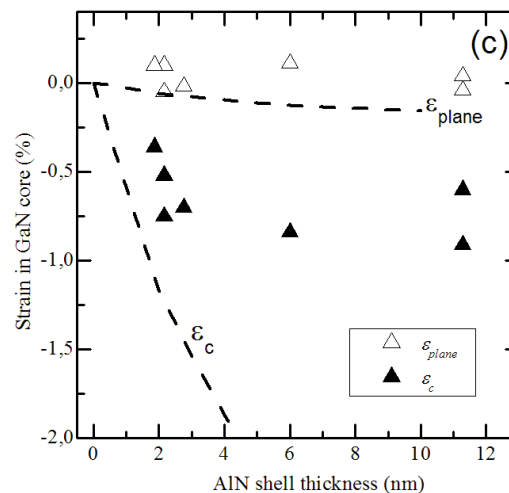 (c)
0,0
-0,5
-1,0
-1,5
-2,0
Strain in GaN core (%)
ε_plane
ε_c
ε_plane
ε_c
0 2 4 6 8 10 12
AlN shell thickness (nm)